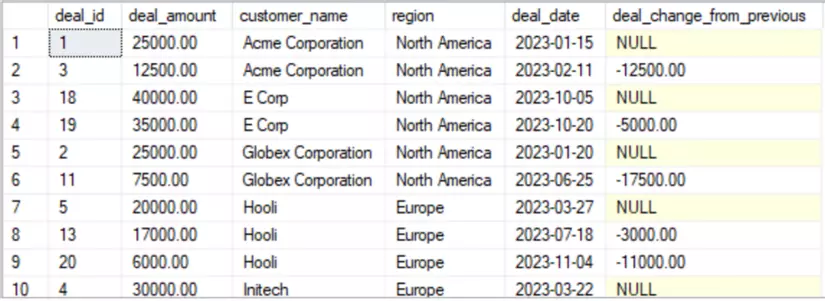 deal_id deal_amount customer_name region deal_date deal_change_from_previous
1 1 25000.00 Acme Corporation North America 2023-01-15 NULL
2 3 12500.00 Acme Corporation North America 2023-02-11 -12500.00
3 18 40000.00 E Corp North America 2023-10-05 NULL
4 19 35000.00 E Corp North America 2023-10-20 -5000.00
5 2 25000.00 Globex Corporation North America 2023-01-20 NULL
6 11 7500.00 Globex Corporation North America 2023-06-25 -17500.00
7 5 20000.00 Hooli Europe 2023-03-27 NULL
8 13 17000.00 Hooli Europe 2023-07-18 -3000.00
9 20 6000.00 Hooli Europe 2023-11-04 -11000.00
10 4 30000.00 Initech Europe 2023-03-22 NULL